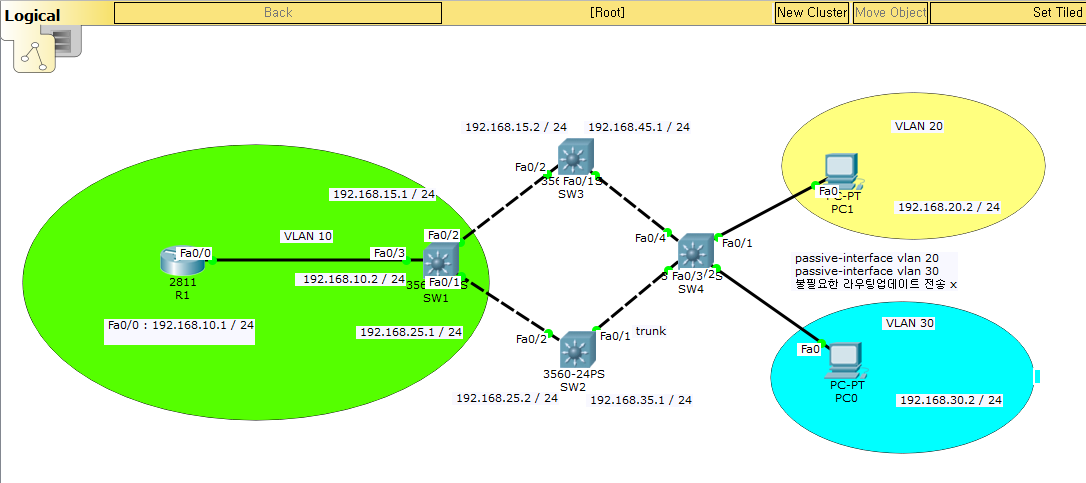 Logical
Back
[Root]
New Cluster
Move Object
Set Tiled
192.168.15.2 / 24
192.168.45.1 / 24
VLAN 20
Fa0/2
Fa0/1
SW3
Fa0
PC-PT
PC1
192.168.20.2 / 24
192.168.15.1 / 24
VLAN 10
Fa0/2
Fa0/0
Fa0/3
2811
R1
192.168.10.2 / 24
Fa0/1
SW1
Fa0/4
Fa0/1
Fa0/3
SW4
passive-interface vlan 20
passive-interface vlan 30
불필요한 라우팅업데이트 전송 x
Fa0/0 : 192.168.10.1 / 24
192.168.25.1 / 24
Fa0/2
Fa0/1
trunk
3560-24PS
SW2
192.168.25.2 / 24
192.168.35.1 / 24
VLAN 30
Fa0
PC-PT
PC0
192.168.30.2 / 24